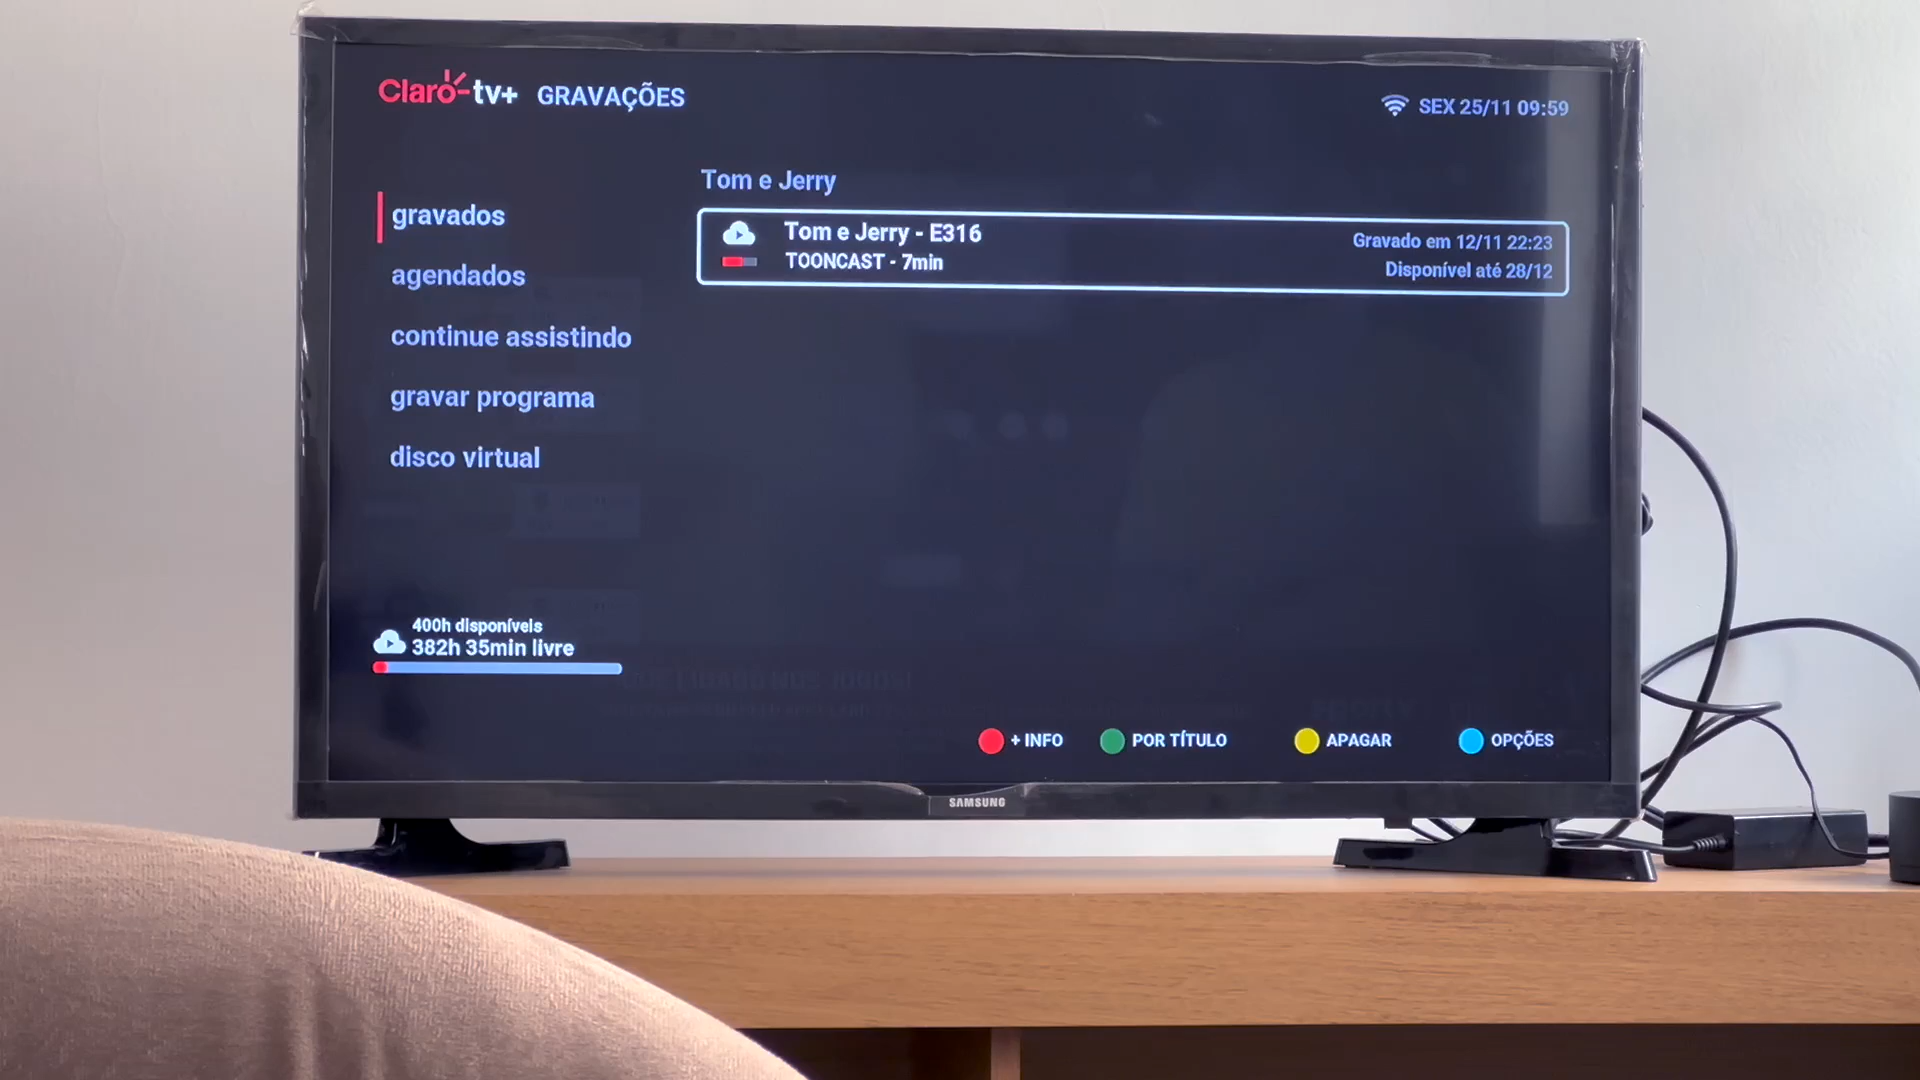 Claro tv+ GRAVAÇÕES
SEX 25/11 09:59
gravados
agendados
continue assistindo
gravar programa
disco virtual
Tom e Jerry
Tom e Jerry - E316
TOONCAST - 7min
Gravado em 12/11 22:23
Disponível até 28/12
400h disponíveis
382h 35min livre
+ INFO
POR TÍTULO
APAGAR
OPÇÕES
SAMSUNG